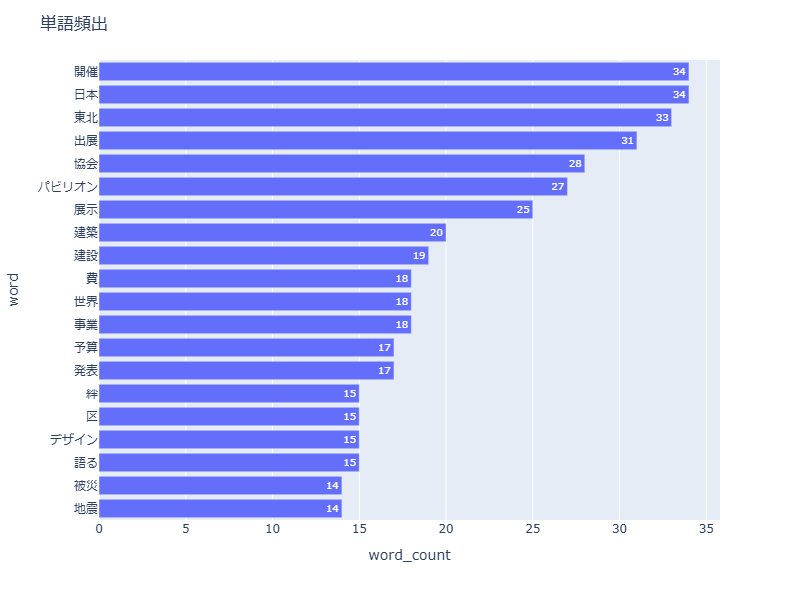 単語頻出
開催 34
日本 34
東北 33
出展 31
協会 28
パビリオン 27
展示 25
建築 20
建設 19
費 18
世界 18
事業 18
予算 17
発表 17
絆 15
区 15
デザイン 15
語る 15
被災 14
地震 14
word
0 5 10 15 20 25 30 35
word_count